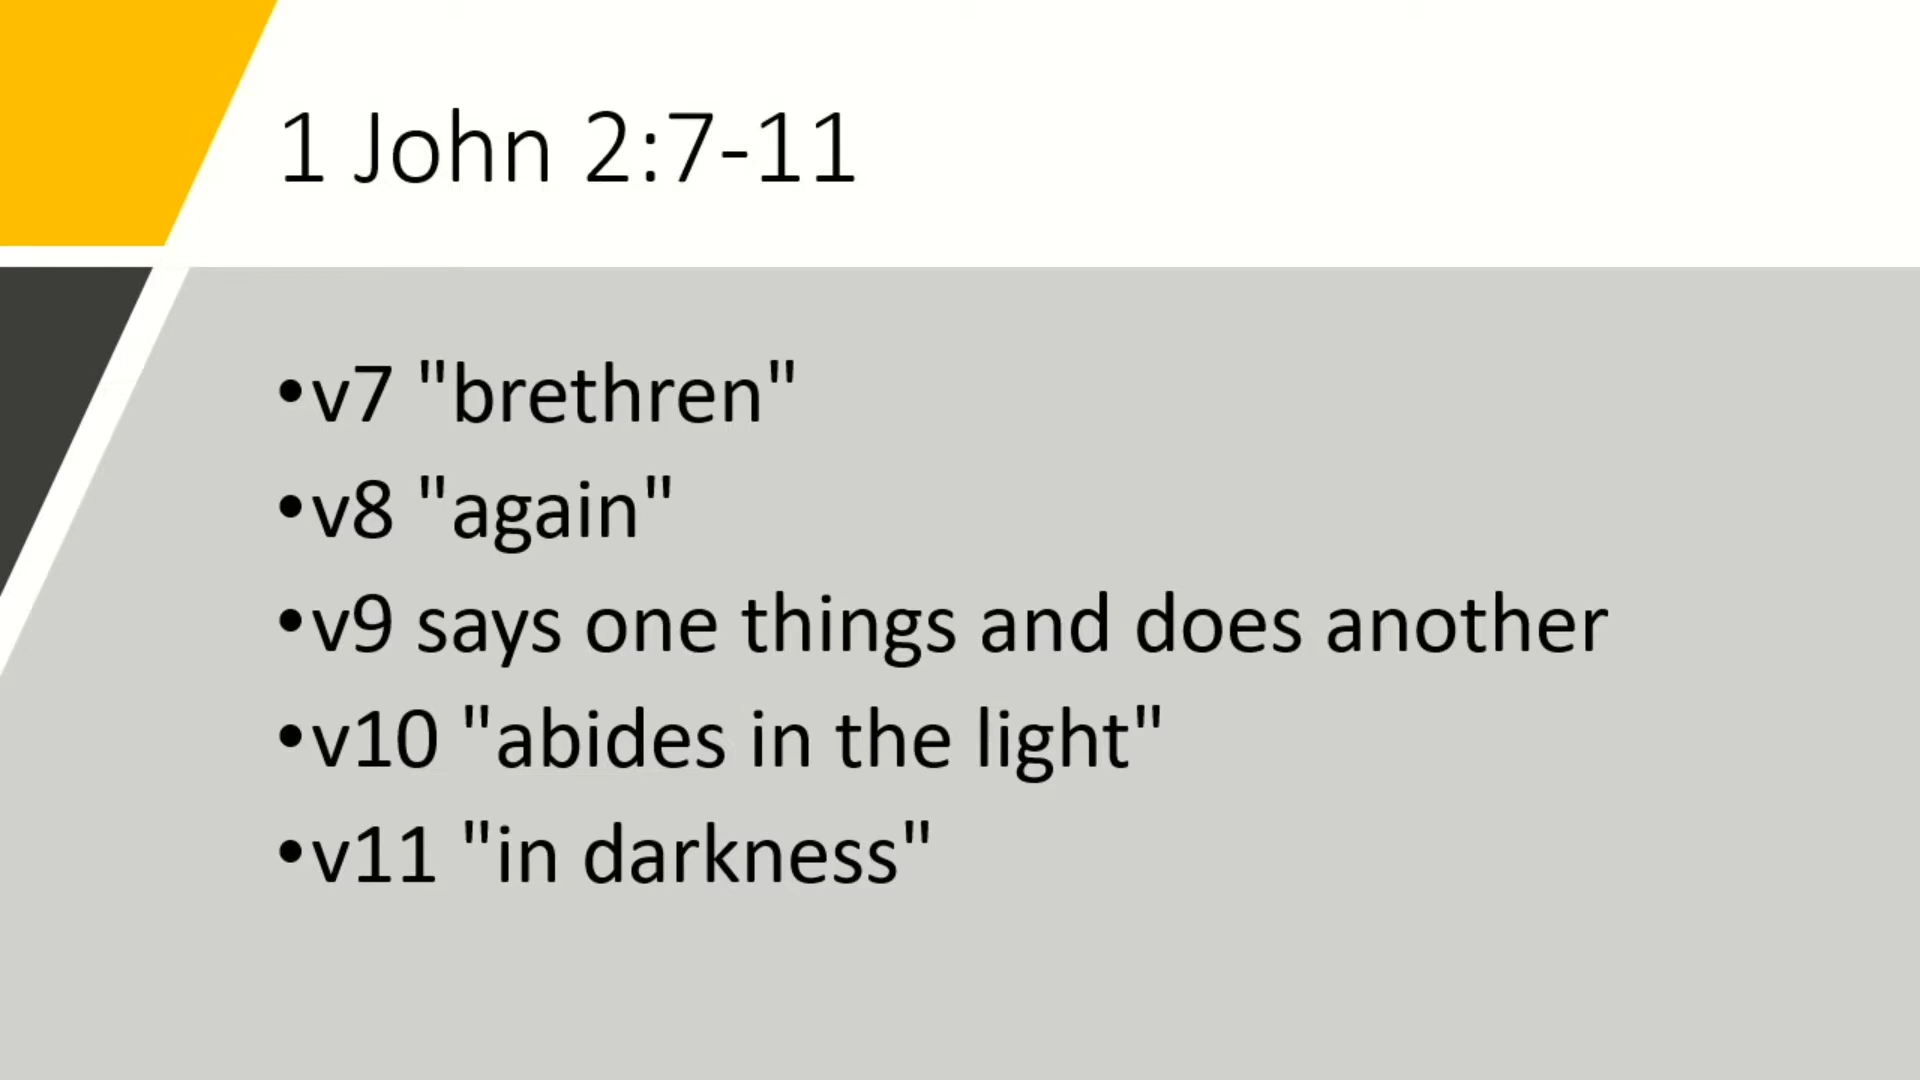 1 John 2:7-11
•v7 "brethren"
•v8 "again"
•v9 says one things and does another
•v10 "abides in the light"
•v11 "in darkness"